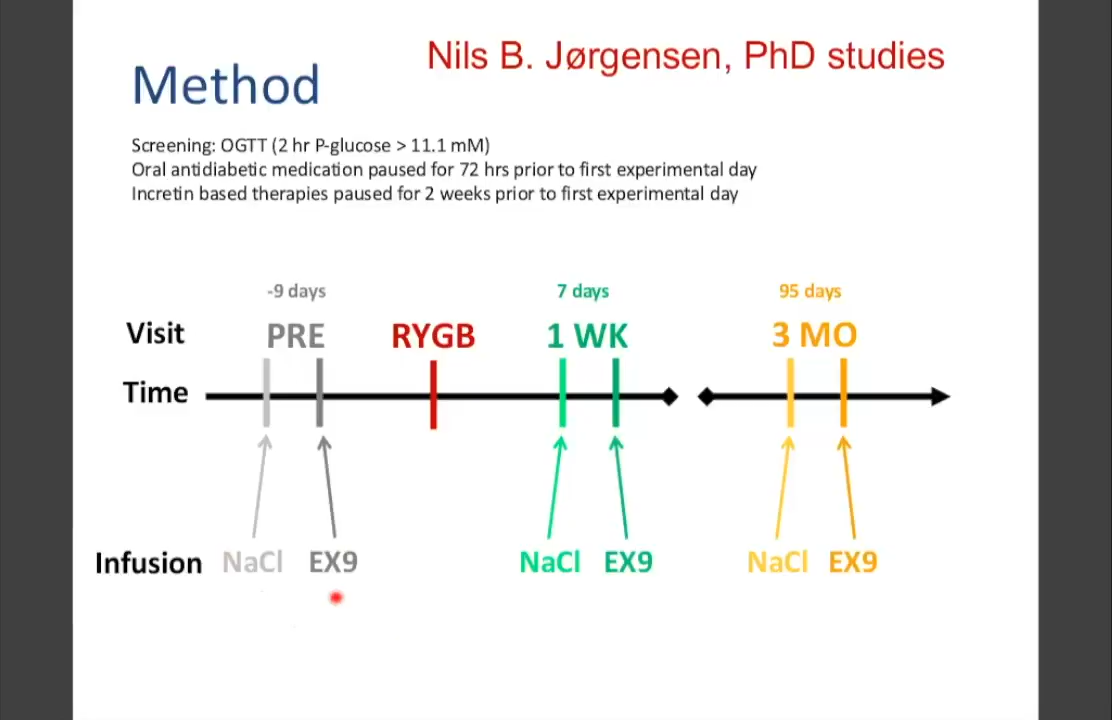 Nils B. Jørgensen, PhD studies
Method
Screening: OGTT (2 hr P-glucose > 11.1 mM)
Oral antidiabetic medication paused for 72 hrs prior to first experimental day
Incretin based therapies paused for 2 weeks prior to first experimental day
-9 days 7 days 95 days
Visit PRE RYGB 1 WK 3 MO
Time
Infusion NaCl EX9 NaCl EX9 NaCl EX9